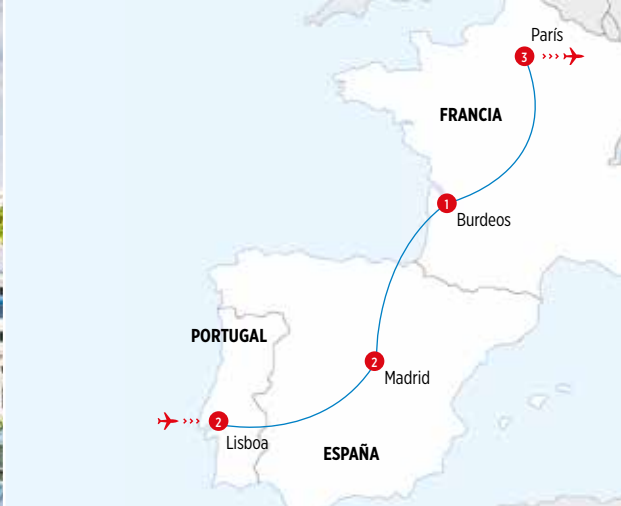 París
3
FRANCIA
1
Burdeos
PORTUGAL
2
Madrid
2
Lisboa
ESPAÑA